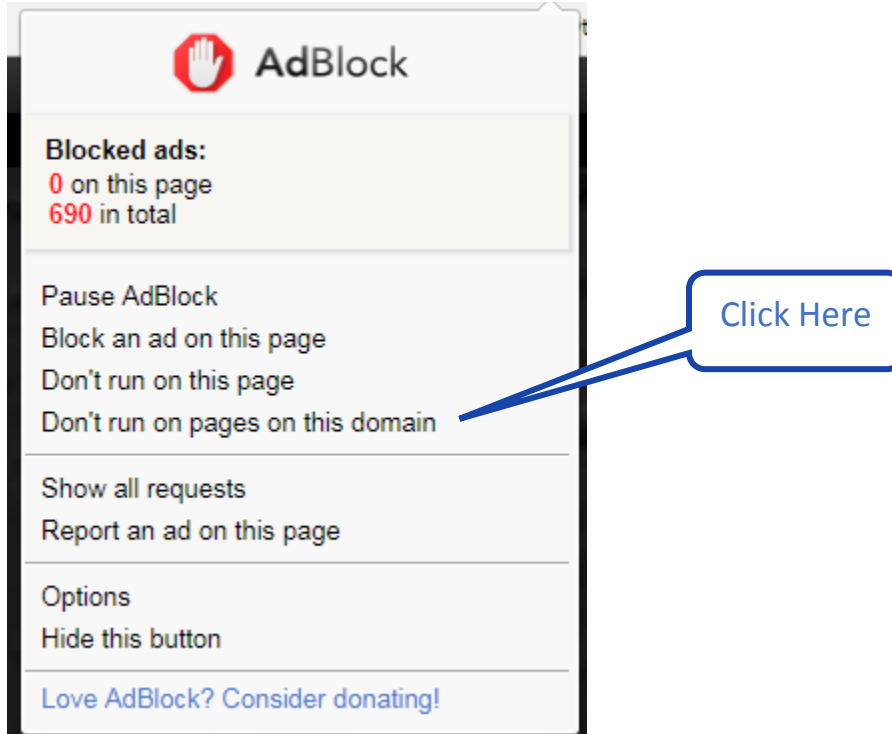 AdBlock
Blocked ads:
0 on this page
690 in total
Pause AdBlock
Block an ad on this page
Don't run on this page
Don't run on pages on this domain
Click Here
Show all requests
Report an ad on this page
Options
Hide this button
Love AdBlock? Consider donating!